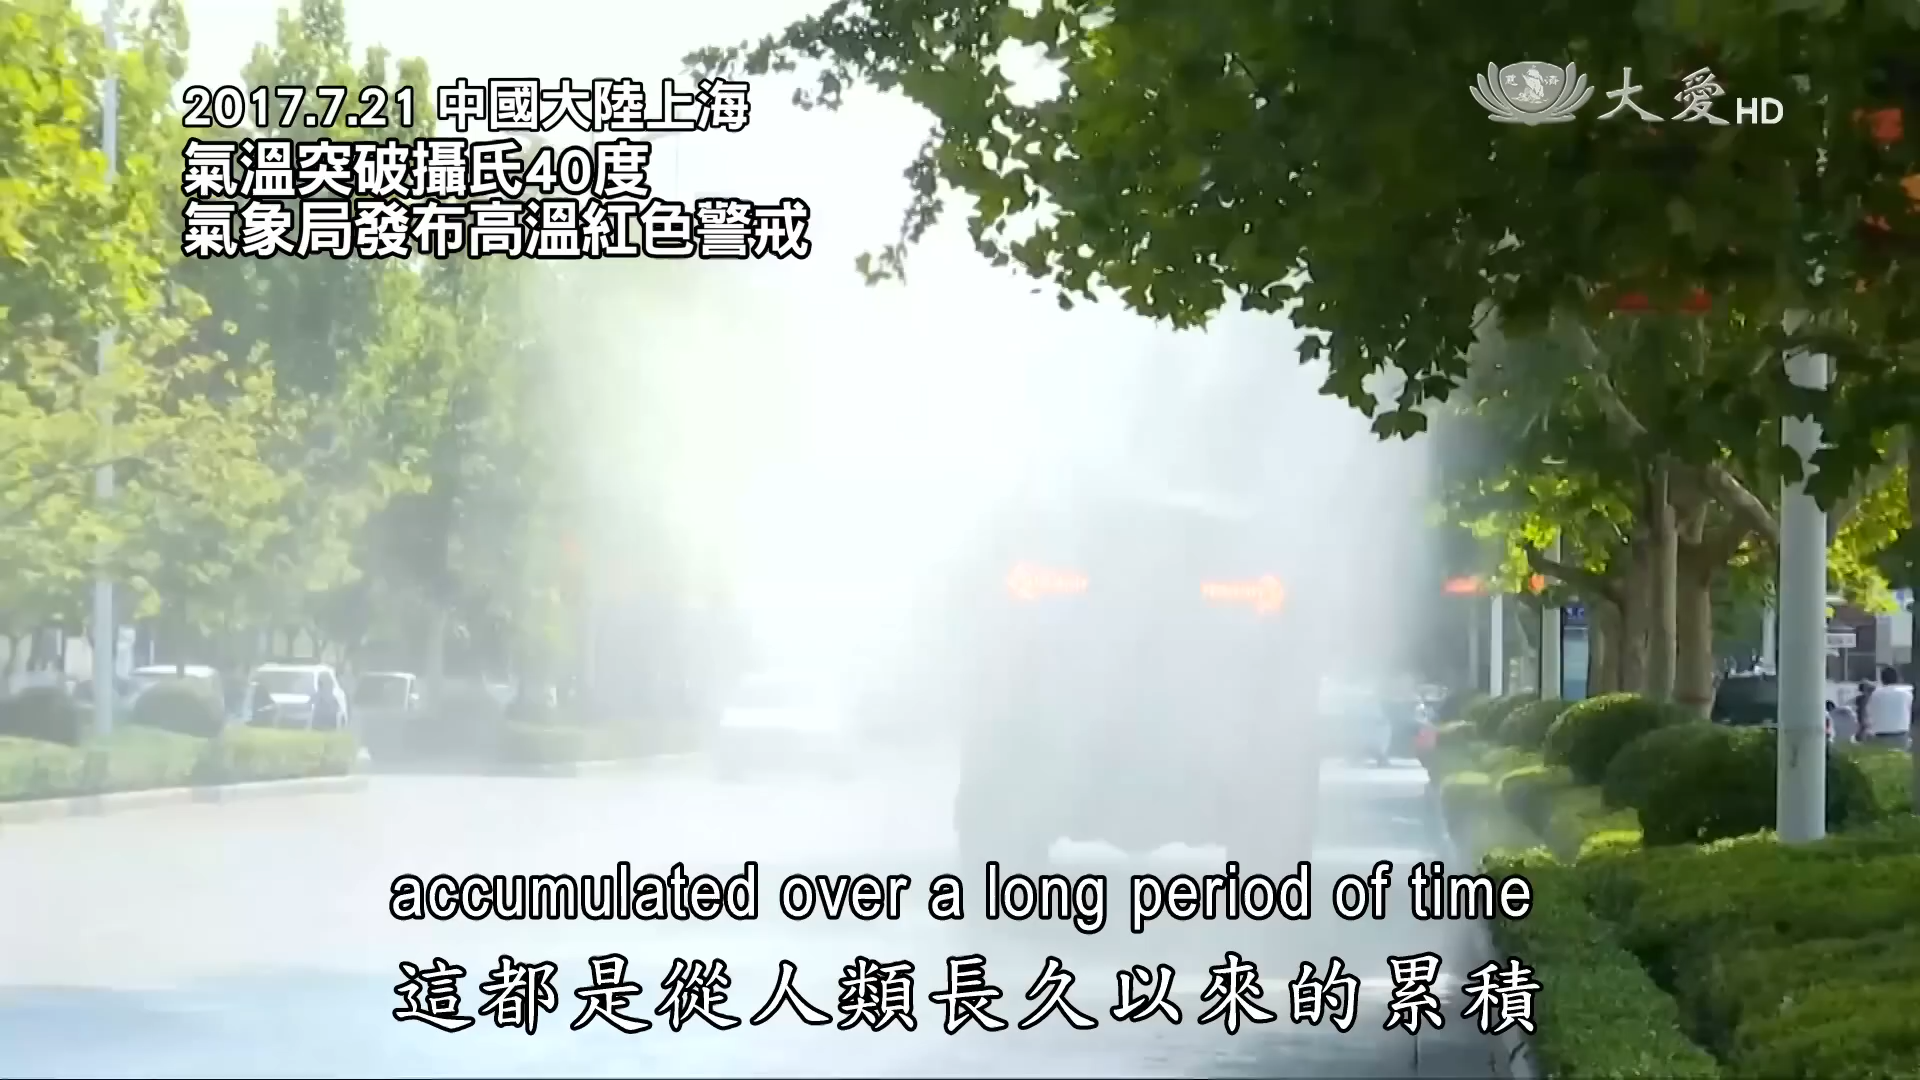 2017.7.21 中國大陸上海
氣溫突破攝氏40度
氣象局發布高溫紅色警戒
大愛HD
accumulated over a long period of time
這都是從人類長久以來的累積